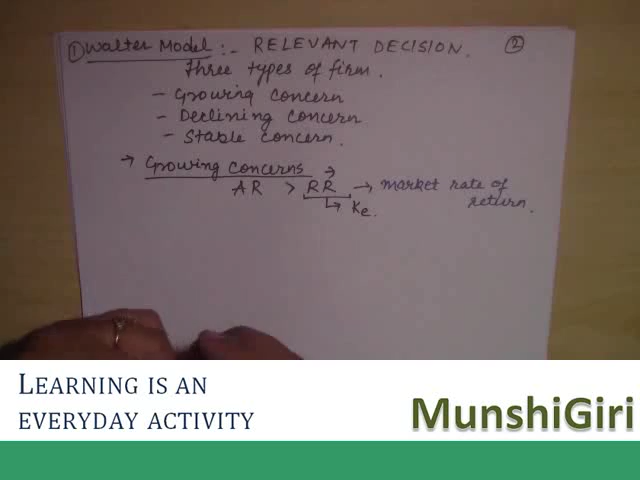 ① Walter Model :- RELEVANT DECISION. ②
Three types of firm.
- Growing concern
- Declining concern
- Stable concern.
→ Growing concerns →
AR > RR → market rate of
return.
↳ Ke.
LEARNING IS AN
EVERYDAY ACTIVITY
MunshiGiri